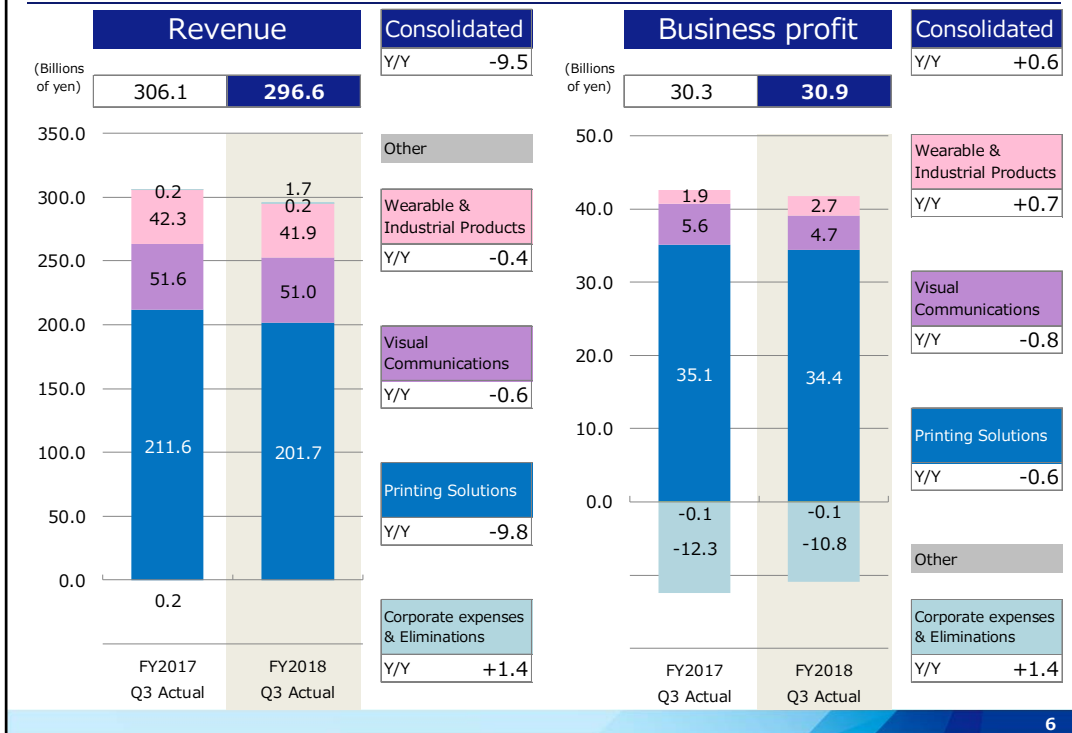 Revenue
Consolidated
Y/Y -9.5
(Billions
of yen)
306.1 296.6
350.0
300.0
250.0
200.0
150.0
100.0
50.0
0.0
0.2
42.3
51.6
211.6
0.2
1.7
0.2
41.9
51.0
201.7
FY2017
Q3 Actual
FY2018
Q3 Actual
Other
Wearable &
Industrial Products
Y/Y -0.4
Visual
Communications
Y/Y -0.6
Printing Solutions
Y/Y -9.8
Corporate expenses
& Eliminations
Y/Y +1.4
Business profit
Consolidated
Y/Y +0.6
(Billions
of yen)
30.3 30.9
50.0
40.0
30.0
20.0
10.0
0.0
1.9
5.6
35.1
-0.1
-12.3
2.7
4.7
34.4
-0.1
-10.8
FY2017
Q3 Actual
FY2018
Q3 Actual
Wearable &
Industrial Products
Y/Y +0.7
Visual
Communications
Y/Y -0.8
Printing Solutions
Y/Y -0.6
Other
Corporate expenses
& Eliminations
Y/Y +1.4
6